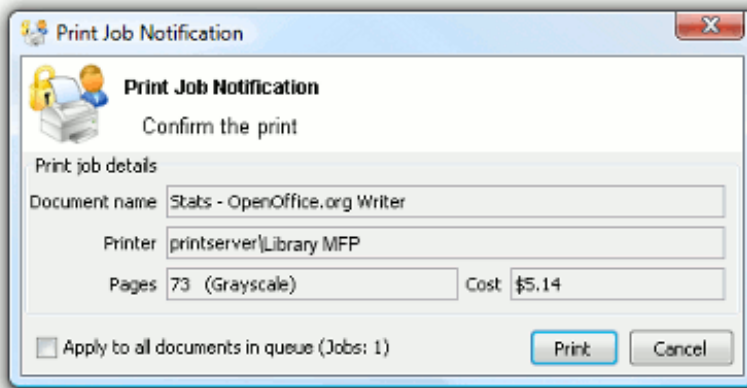 Print Job Notification
Print Job Notification
Confirm the print
Print job details
Document name Stats - OpenOffice.org Writer
Printer printserver\Library MFP
Pages 73 (Grayscale) Cost $5.14
Apply to all documents in queue (Jobs: 1) Print Cancel